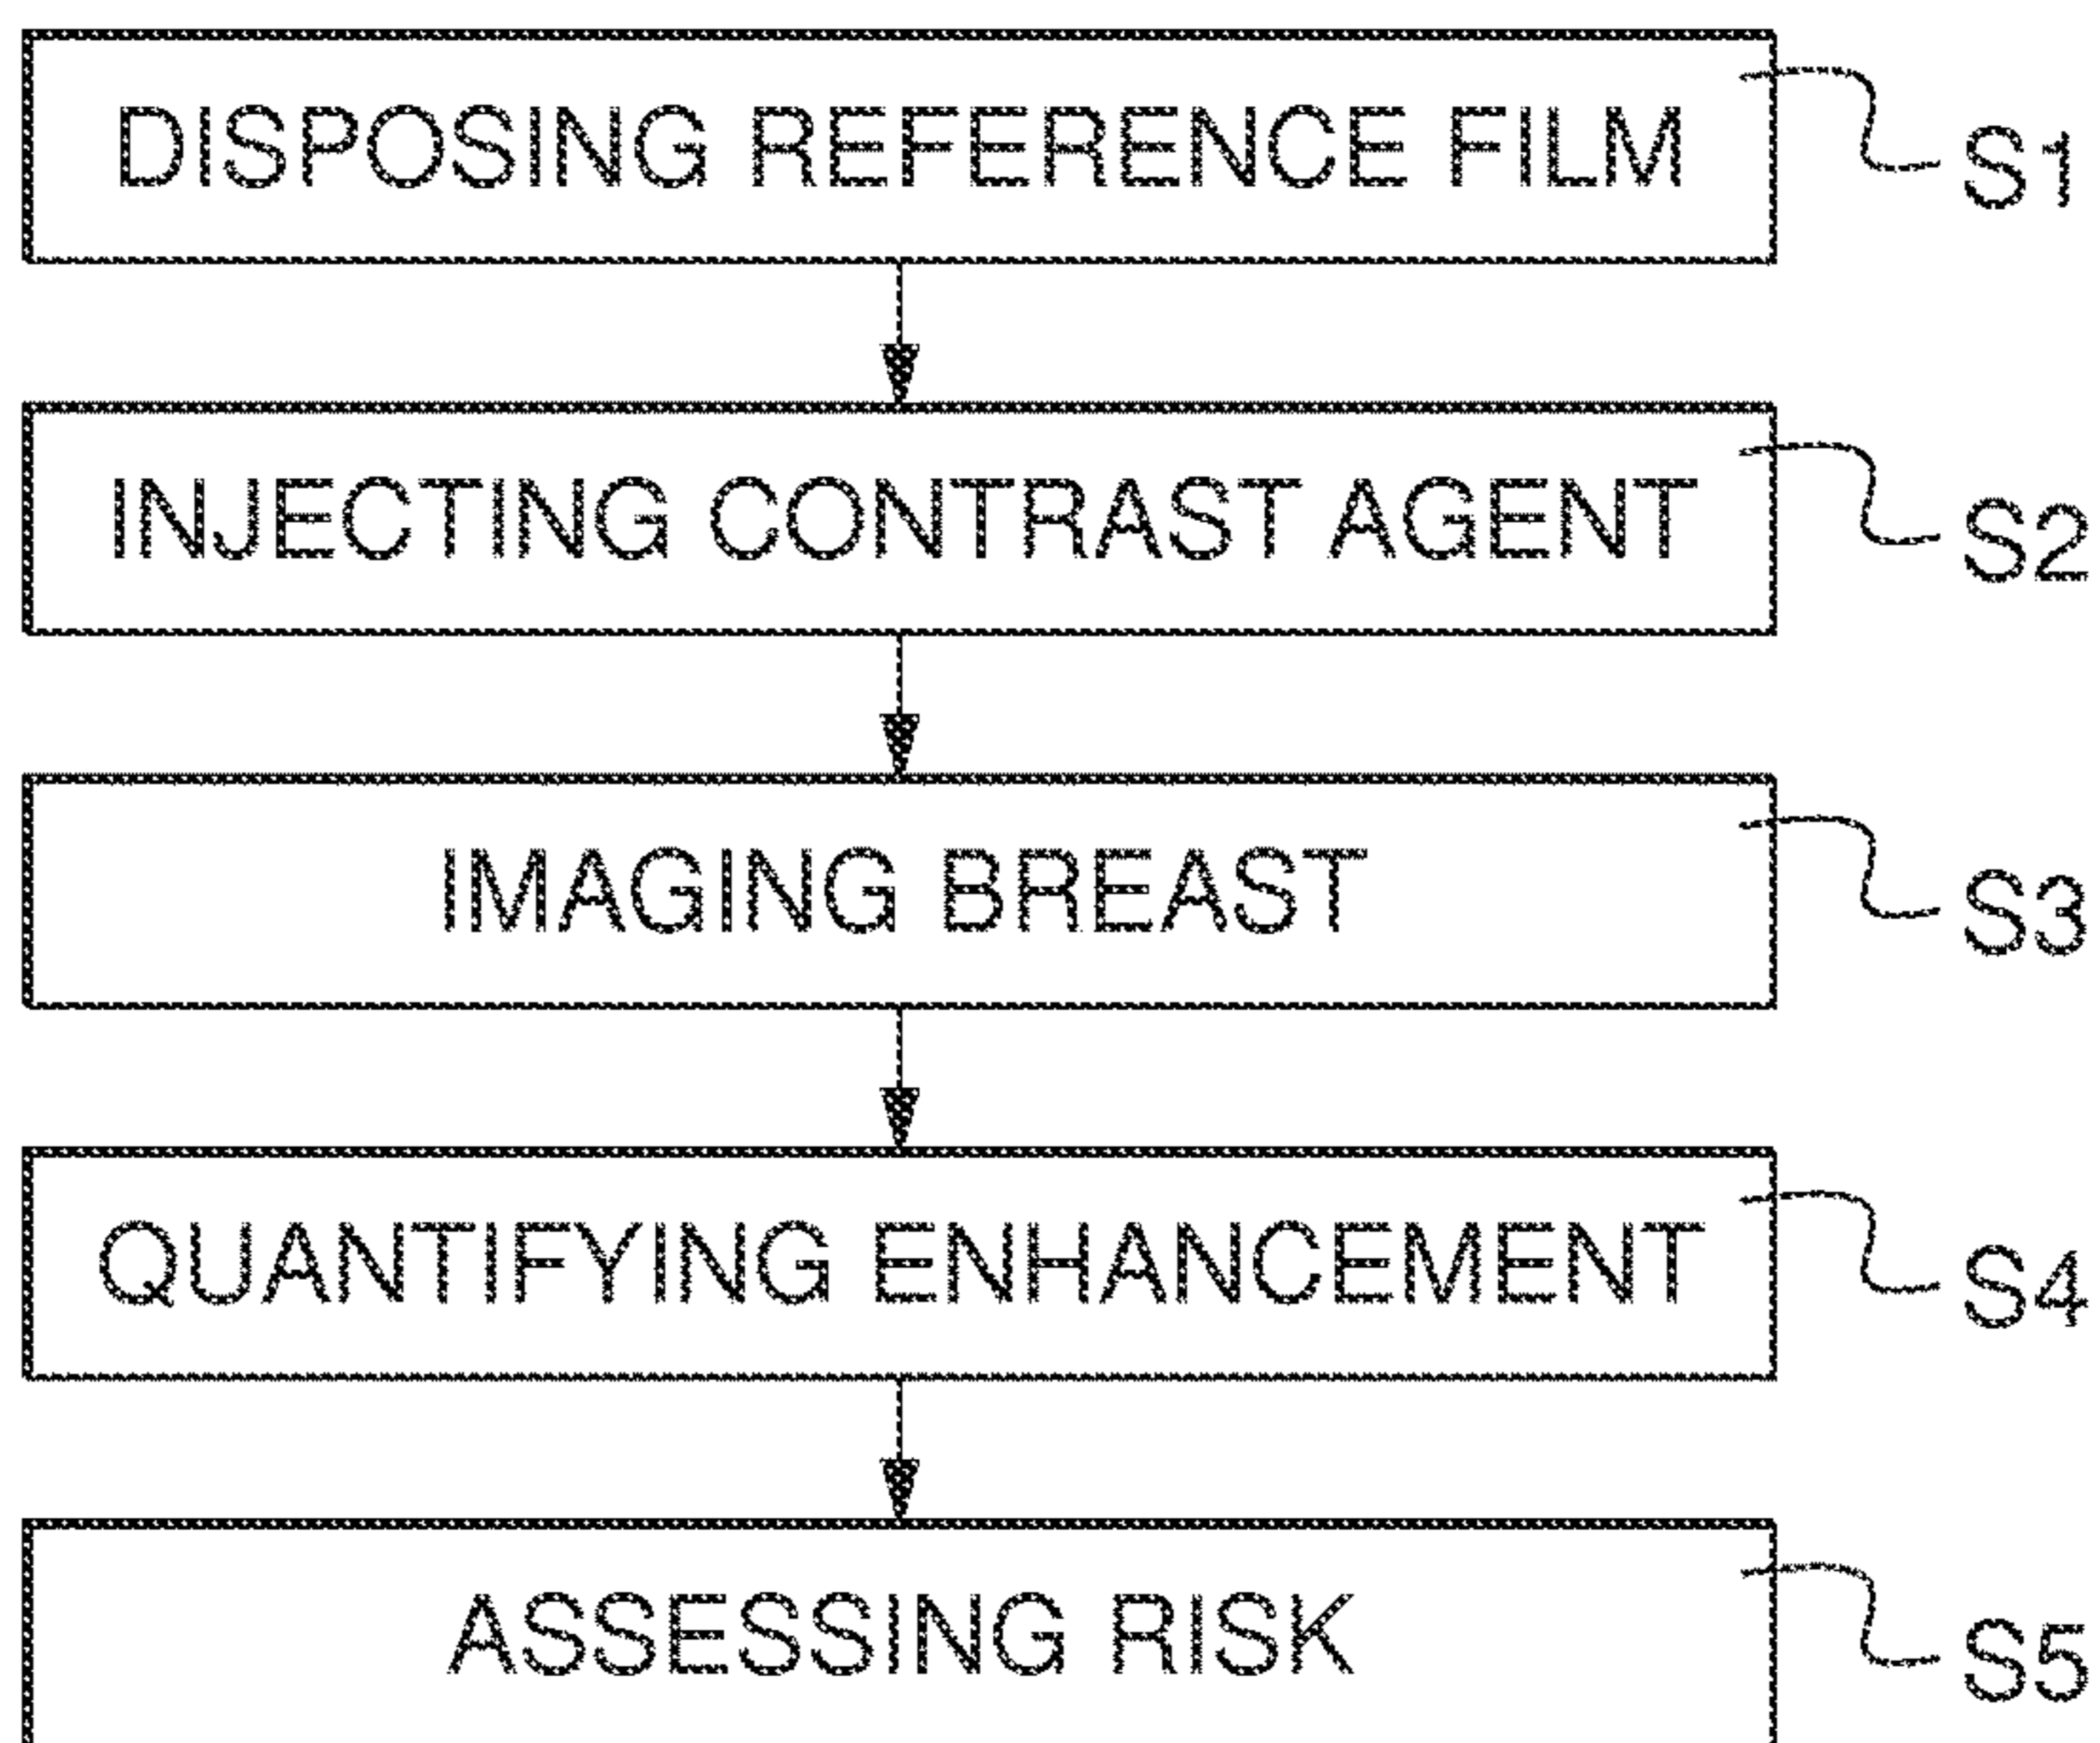 DISPOSING REFERENCE FILM
S1
INJECTING CONTRAST AGENT
S2
IMAGING BREAST
S3
QUANTIFYING ENHANCEMENT
S4
ASSESSING RISK
S5